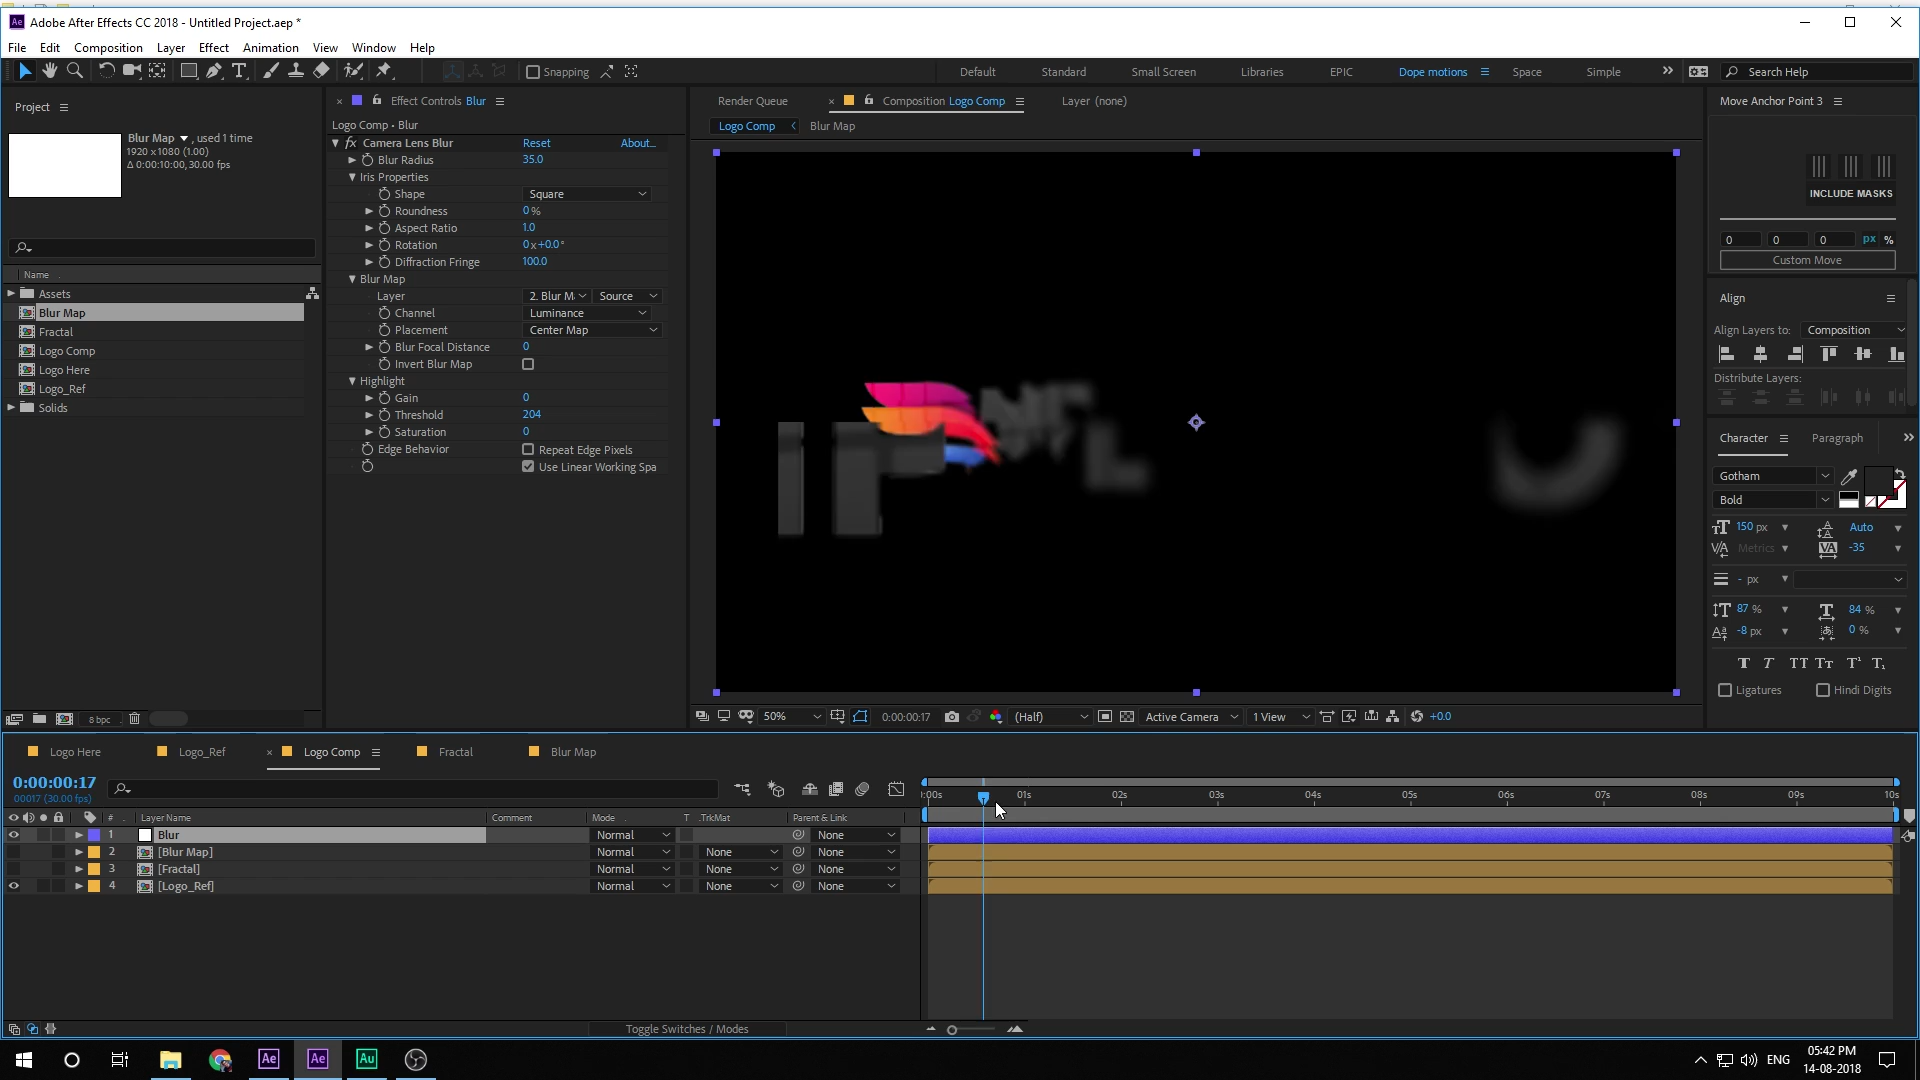 Adobe After Effects CC 2018 - Untitled Project.aep *
File Edit Composition Layer Effect Animation View Window Help
Snapping
Default Standard Small Screen Libraries EPIC Dope motions Space Simple
Search Help
Project
Blur Map , used 1 time
1920 x 1080 (1.00)
Δ 0:00:10:00, 30.00 fps
Name
Assets
Blur Map
Fractal
Logo Comp
Logo Here
Logo_Ref
Solids
8 bpc
Effect Controls Blur
Logo Comp • Blur
fx Camera Lens Blur Reset About...
Blur Radius 35.0
Iris Properties
Shape Square
Roundness 0 %
Aspect Ratio 1.0
Rotation 0 x +0.0 °
Diffraction Fringe 100.0
Blur Map
Layer 2. Blur M Source
Channel Luminance
Placement Center Map
Blur Focal Distance 0
Invert Blur Map
Highlight
Gain 0
Threshold 204
Saturation 0
Edge Behavior Repeat Edge Pixels
Use Linear Working Spa
Render Queue Composition Logo Comp Layer (none)
Logo Comp Blur Map
50% 0:00:00:17 (Half) Active Camera 1 View +0.0
Move Anchor Point 3
INCLUDE MASKS
0 0 0 px %
Custom Move
Align
Align Layers to: Composition
Distribute Layers:
Character Paragraph
Gotham
Bold
150 px Auto
Metrics -35
- px
87 % 84 %
-8 px 0 %
T T TT Tr T¹ T₁
Ligatures Hindi Digits
Logo Here Logo_Ref Logo Comp Fractal Blur Map
0:00:00:17
00017 (30.00 fps)
:00s 01s 02s 03s 04s 05s 06s 07s 08s 09s 10s
# Layer Name Comment Mode T .TrkMat Parent & Link
1 Blur Normal None
2 [Blur Map] Normal None None
3 [Fractal] Normal None None
4 [Logo_Ref] Normal None None
Toggle Switches / Modes
Ae Ae Au
ENG
05:42 PM
14-08-2018